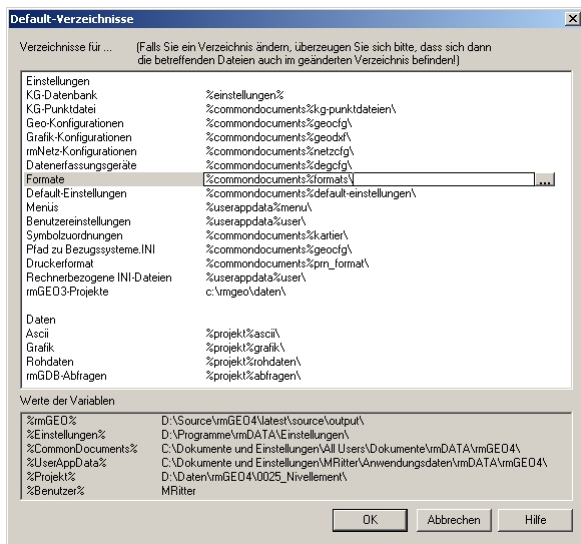 Default-Verzeichnisse
Verzeichnisse für ... (Falls Sie ein Verzeichnis ändern, überzeugen Sie sich bitte, dass sich dann
die betreffenden Dateien auch im geänderten Verzeichnis befinden!)
Einstellungen
KG-Datenbank %einstellungen%
KG-Punktdatei %commondocuments%kg-punktdateien\
Geo-Konfigurationen %commondocuments%geocfg\
Grafik-Konfigurationen %commondocuments%geodxf\
rmNetz-Konfigurationen %commondocuments%netzcfg\
Datenerfassungsgeräte %commondocuments%degcfg\
Formate %commondocuments%formats\ ...
Default-Einstellungen %commondocuments%default-einstellungen\
Menüs %userappdata%menu\
Benutzereinstellungen %userappdata%user\
Symbolzuordnungen %commondocuments%kartier\
Pfad zu Bezugssysteme.INI %commondocuments%geocfg\
Druckerformat %commondocuments%prn_format\
Rechnerbezogene INI-Dateien %userappdata%user\
rmGEO3-Projekte c:\rmgeo\daten\
Daten
Ascii %projekt%ascii\
Grafik %projekt%grafik\
Rohdaten %projekt%rohdaten\
rmGDB-Abfragen %projekt%abfragen\
Werte der Variablen
%rmGEO% D:\Source\rmGEO4\latest\source\output\
%Einstellungen% D:\Programme\rmDATA\Einstellungen\
%CommonDocuments% C:\Dokumente und Einstellungen\All Users\Dokumente\rmDATA\rmGEO4\
%UserAppData% C:\Dokumente und Einstellungen\MRitter\Anwendungsdaten\rmDATA\rmGEO4\
%Projekt% D:\Daten\rmGEO4\0025_Nivellement\
%Benutzer% MRitter
OK Abbrechen Hilfe